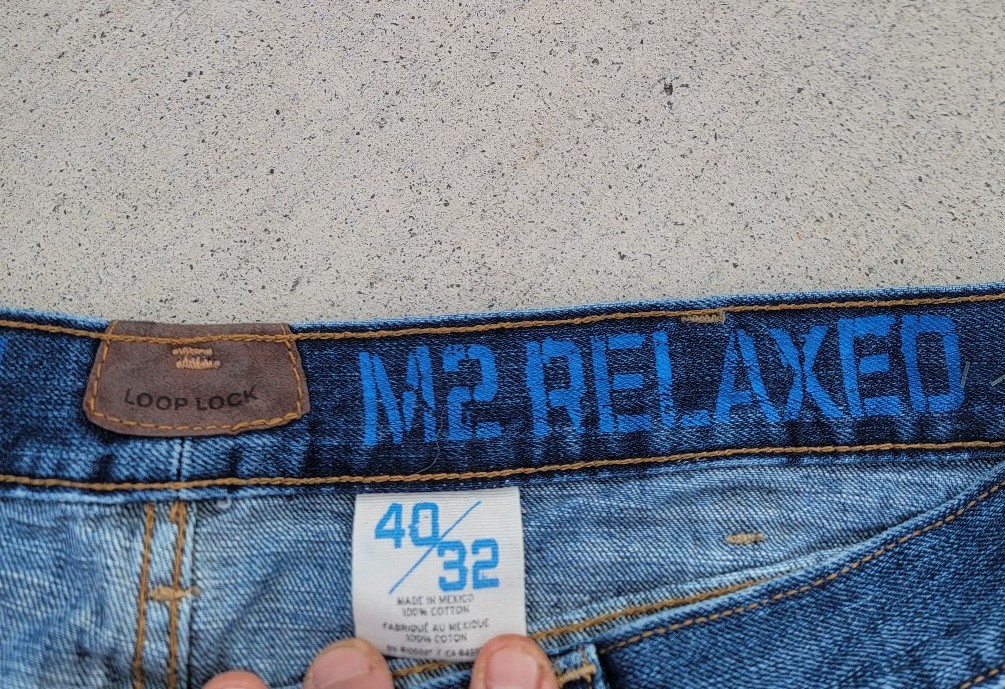 LOOP LOCK
M2 RELAXED
40/32
MADE IN MEXICO
100% COTTON
FABRIQUÉ AU MEXIQUE
100% COTON